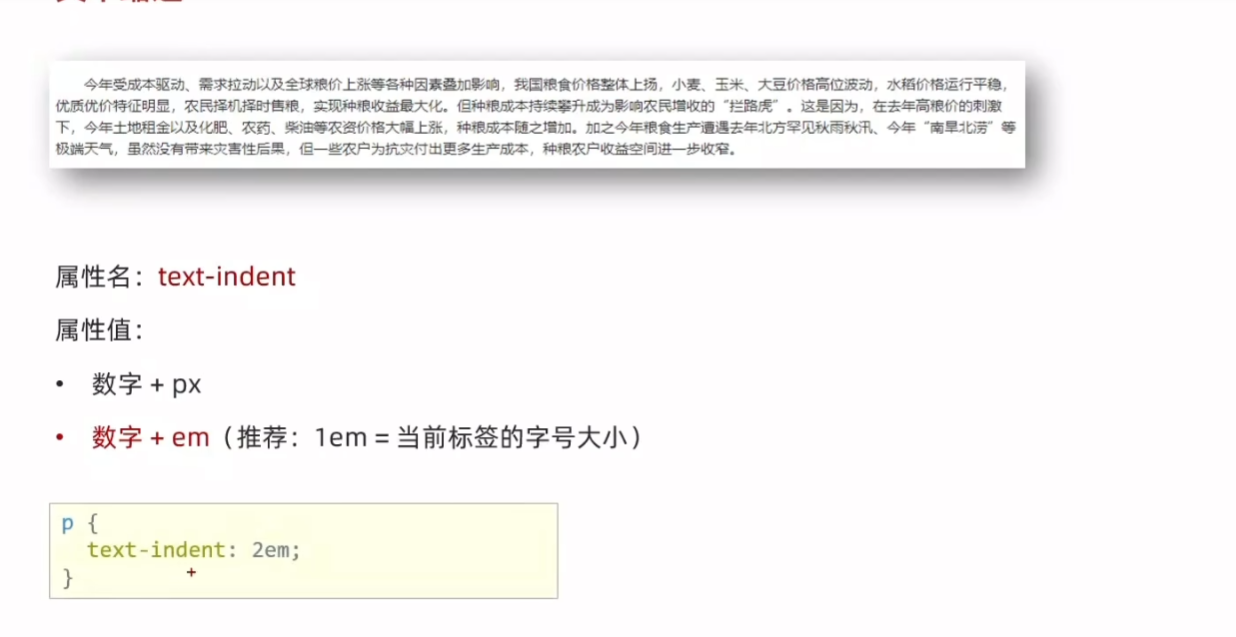 今年受成本驱动、需求拉动以及全球粮价上涨等各种因素叠加影响，我国粮食价格整体上扬，小麦、玉米、大豆价格高位波动，水稻价格运行平稳，
优质优价特征明显，农民择机择时售粮，实现种粮收益最大化。但种粮成本持续攀升成为影响农民增收的“拦路虎”。这是因为，在去年高粮价的刺激
下，今年土地租金以及化肥、农药、柴油等农资价格大幅上涨，种粮成本随之增加。加之今年粮食生产遭遇去年北方罕见秋雨秋汛、今年“南旱北涝”等
极端天气，虽然没有带来灾害性后果，但一些农户为抗灾付出更多生产成本，种粮农户收益空间进一步收窄。
属性名：text-indent
属性值：
• 数字 + px
• 数字 + em（推荐：1em = 当前标签的字号大小）
p {
  text-indent: 2em;
}